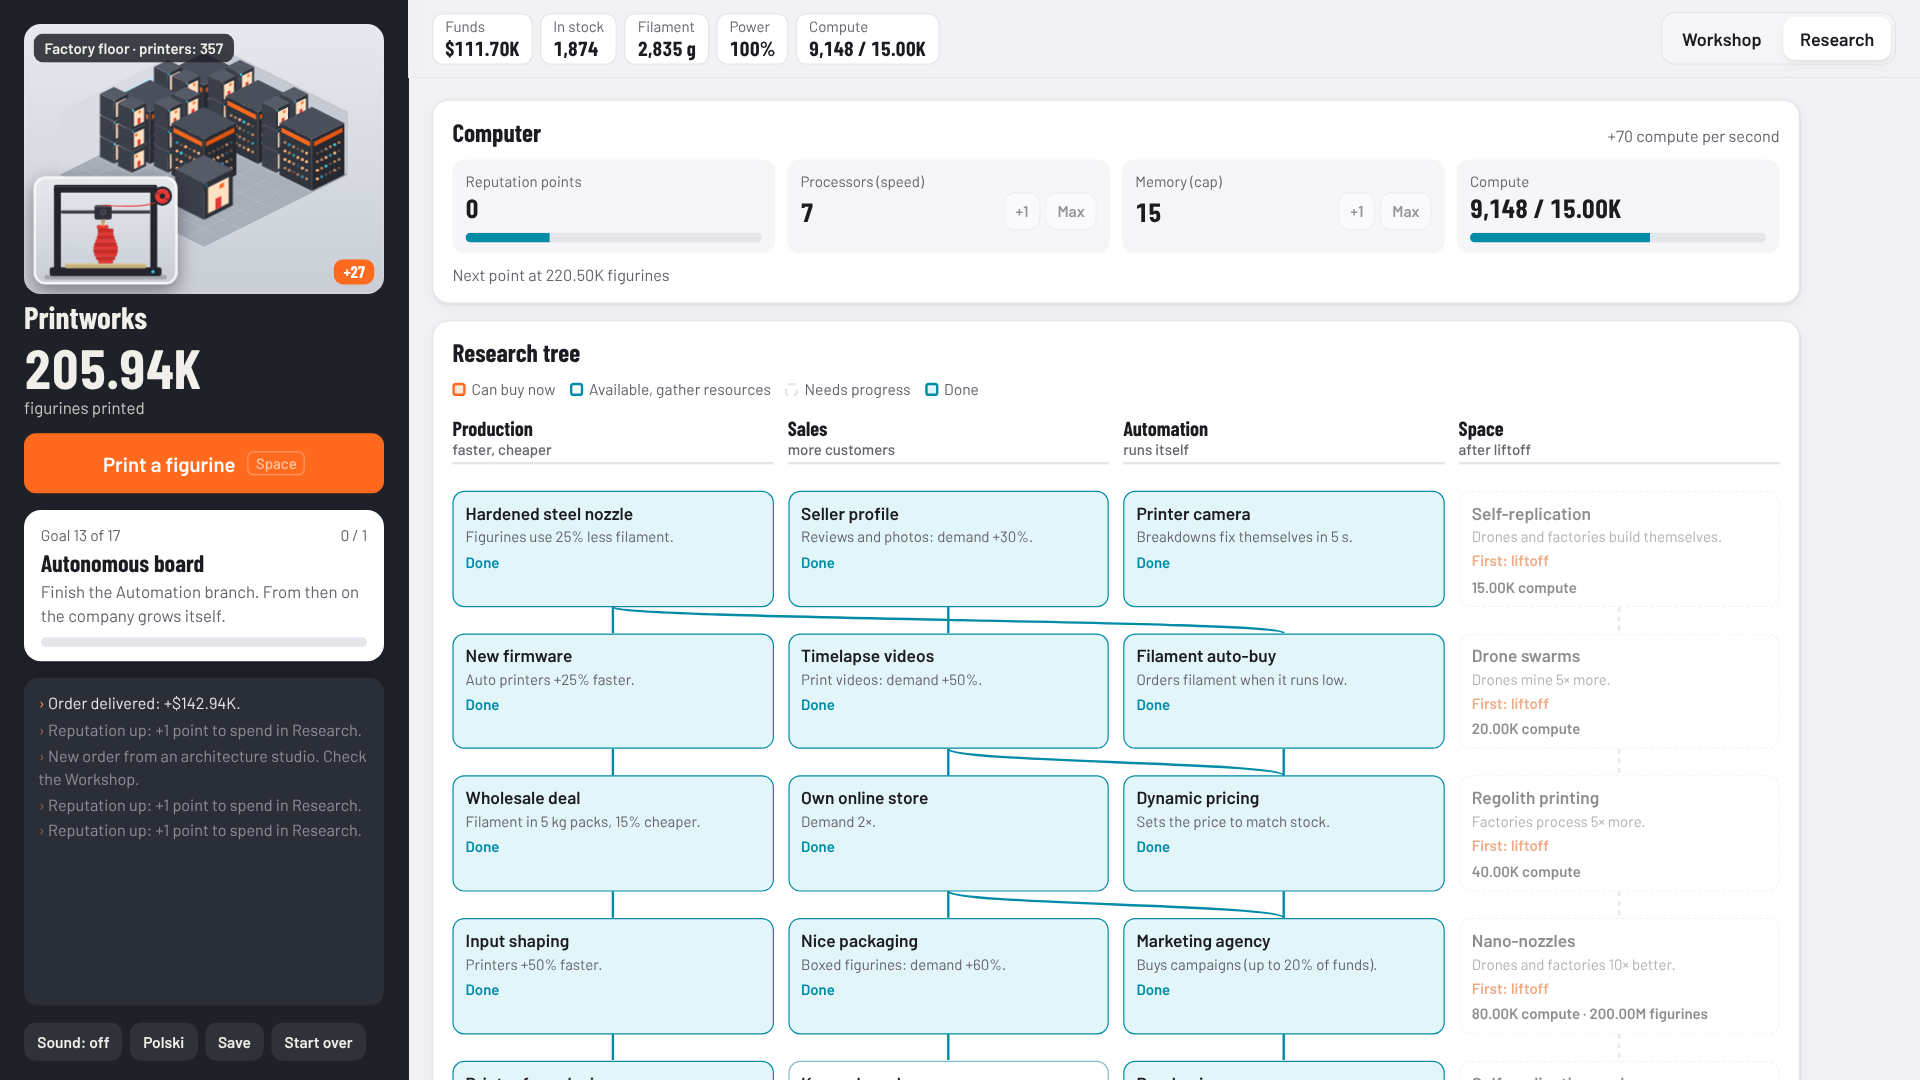 Factory floor · printers: 357
+27
Printworks
205.94K
figurines printed
Print a figurine Space
Goal 13 of 17 0 / 1
Autonomous board
Finish the Automation branch. From then on
the company grows itself.
› Order delivered: +$142.94K.
› Reputation up: +1 point to spend in Research.
› New order from an architecture studio. Check
the Workshop.
› Reputation up: +1 point to spend in Research.
› Reputation up: +1 point to spend in Research.
Sound: off Polski Save Start over
Funds In stock Filament Power Compute
$111.70K 1,874 2,835 g 100% 9,148 / 15.00K
Workshop Research
Computer
+70 compute per second
Reputation points
0
Processors (speed)
7 +1 Max
Memory (cap)
15 +1 Max
Compute
9,148 / 15.00K
Next point at 220.50K figurines
Research tree
Can buy now Available, gather resources Needs progress Done
Production Sales Automation Space
faster, cheaper more customers runs itself after liftoff
Hardened steel nozzle
Figurines use 25% less filament.
Done
Seller profile
Reviews and photos: demand +30%.
Done
Printer camera
Breakdowns fix themselves in 5 s.
Done
Self-replication
Drones and factories build themselves.
First: liftoff
15.00K compute
New firmware
Auto printers +25% faster.
Done
Timelapse videos
Print videos: demand +50%.
Done
Filament auto-buy
Orders filament when it runs low.
Done
Drone swarms
Drones mine 5× more.
First: liftoff
20.00K compute
Wholesale deal
Filament in 5 kg packs, 15% cheaper.
Done
Own online store
Demand 2×.
Done
Dynamic pricing
Sets the price to match stock.
Done
Regolith printing
Factories process 5× more.
First: liftoff
40.00K compute
Input shaping
Printers +50% faster.
Done
Nice packaging
Boxed figurines: demand +60%.
Done
Marketing agency
Buys campaigns (up to 20% of funds).
Done
Nano-nozzles
Drones and factories 10× better.
First: liftoff
80.00K compute · 200.00M figurines